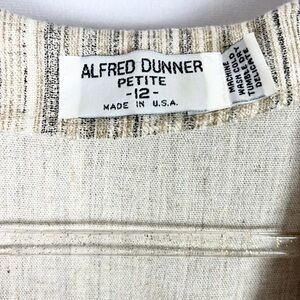 ALFRED DUNNER
PETITE
-12-
MADE IN U.S.A.
MACHINE
WASH COLD
TUMBLE DRY
DELICATE